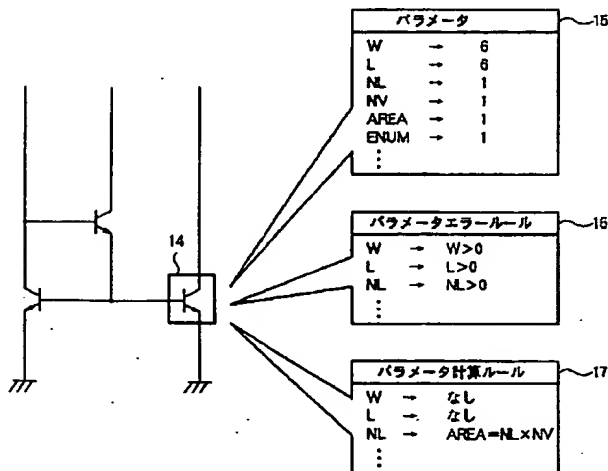 パラメータ
15
W → 6
L → 6
NL → 1
NV → 1
AREA → 1
ENUM → 1
⋮
14
パラメータエラールール
16
W → W>0
L → L>0
NL → NL>0
⋮
パラメータ計算ルール
17
W → なし
L → なし
NL → AREA=NL×NV
⋮